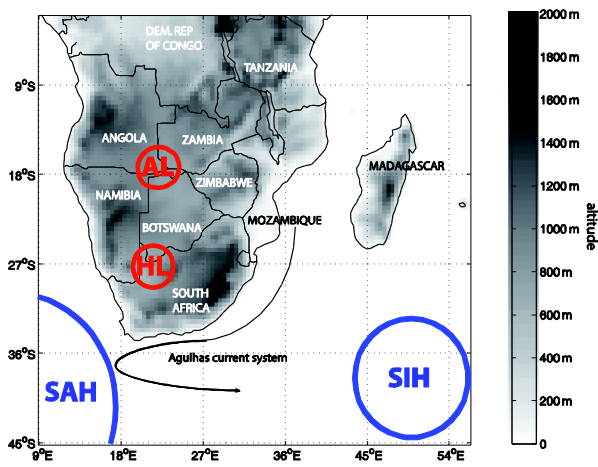 DEM. REP
OF CONGO
TANZANIA
ANGOLA
ZAMBIA
AL
NAMIBIA
ZIMBABWE
MADAGASCAR
BOTSWANA
MOZAMBIQUE
HL
SOUTH
AFRICA
Agulhas current system
SAH
SIH
9°S
18°S
27°S
36°S
45°S
9°E
18°E
27°E
36°E
45°E
54°E
2000 m
1800 m
1600 m
1400 m
1200 m
1000 m
800 m
600 m
400 m
200 m
0
altitude